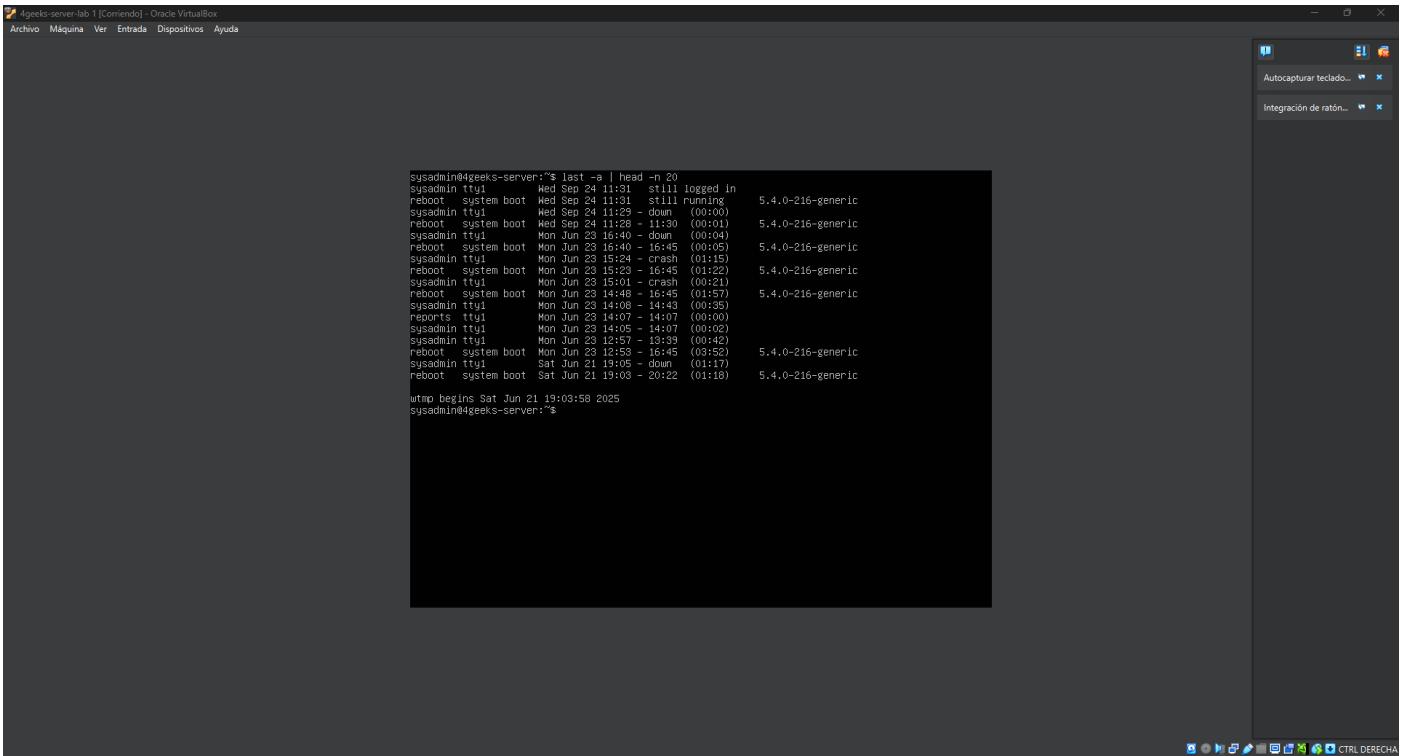 4geeks-server-lab 1 [Corriendo] - Oracle VirtualBox
Archivo Máquina Ver Entrada Dispositivos Ayuda
Autocapturar teclado...
Integración de ratón...
sysadmin@4geeks-server:~$ last -a | head -n 20
sysadmin tty1         Wed Sep 24 11:31   still logged in
reboot   system boot  Wed Sep 24 11:31   still running      5.4.0-216-generic
sysadmin tty1         Wed Sep 24 11:29 - down   (00:00)
reboot   system boot  Wed Sep 24 11:28 - 11:30  (00:01)     5.4.0-216-generic
sysadmin tty1         Mon Jun 23 16:40 - down   (00:04)
reboot   system boot  Mon Jun 23 16:40 - 16:45  (00:05)     5.4.0-216-generic
sysadmin tty1         Mon Jun 23 15:24 - crash  (01:15)
reboot   system boot  Mon Jun 23 15:23 - 16:45  (01:22)     5.4.0-216-generic
sysadmin tty1         Mon Jun 23 15:01 - crash  (00:21)
reboot   system boot  Mon Jun 23 14:48 - 16:45  (01:57)     5.4.0-216-generic
sysadmin tty1         Mon Jun 23 14:08 - 14:43  (00:35)
reports  tty1         Mon Jun 23 14:07 - 14:07  (00:00)
sysadmin tty1         Mon Jun 23 14:05 - 14:07  (00:02)
sysadmin tty1         Mon Jun 23 12:57 - 13:39  (00:42)
reboot   system boot  Mon Jun 23 12:53 - 16:45  (03:52)     5.4.0-216-generic
sysadmin tty1         Sat Jun 21 19:05 - down   (01:17)
reboot   system boot  Sat Jun 21 19:03 - 20:22  (01:18)     5.4.0-216-generic
wtmp begins Sat Jun 21 19:03:58 2025
sysadmin@4geeks-server:~$
CTRL DERECHA